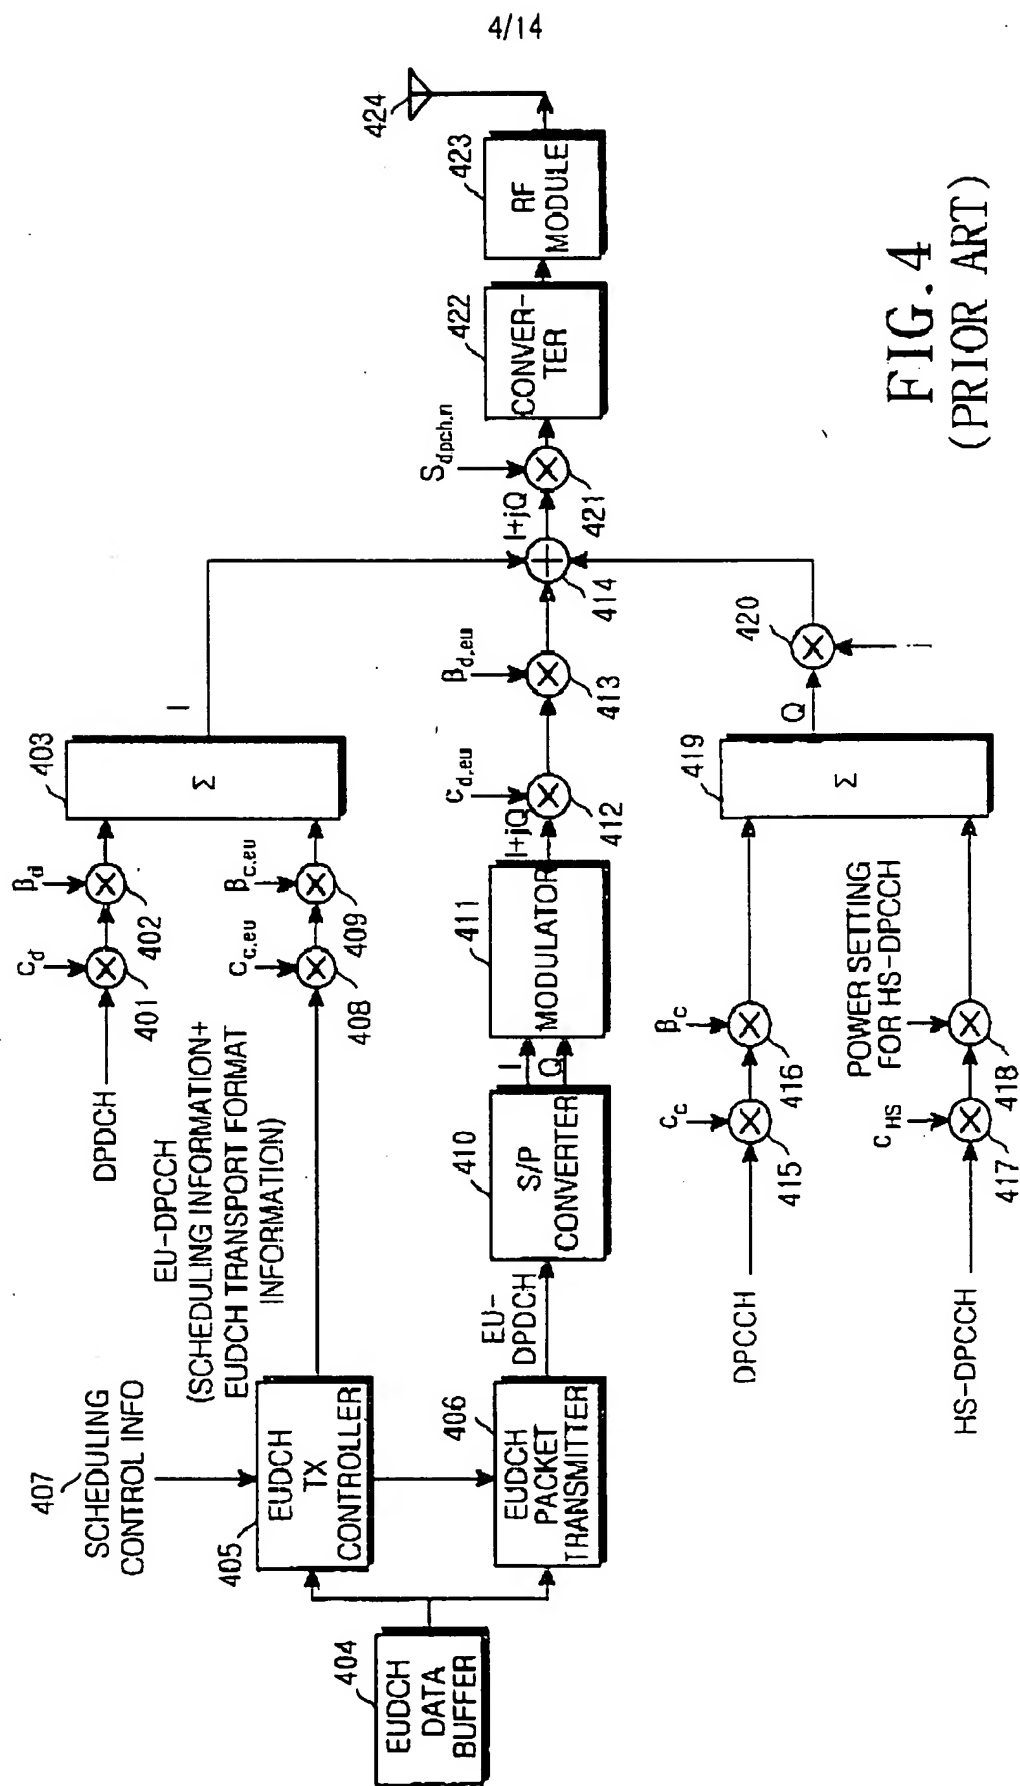 4/14
DPDCH
C_d
401
β_d
402
403
Σ
I
407
SCHEDULING
CONTROL INFO
EU-DPCCH
(SCHEDULING INFORMATION+
EUDCH TRANSPORT FORMAT
INFORMATION)
C_c,eu
408
β_c,eu
409
404
EUDCH
DATA
BUFFER
405
EUDCH
TX
CONTROLLER
406
EUDCH
PACKET
TRANSMITTER
EU-
DPDCH
410
S/P
CONVERTER
I
Q
411
MODULATOR
I+jQ
C_d,eu
412
β_d,eu
413
414
I+jQ
S_dpch,n
421
422
CONVER-
TER
423
RF
MODULE
424
DPCCH
C_c
415
β_c
416
HS-DPCCH
C_HS
417
POWER SETTING
FOR HS-DPCCH
418
419
Σ
Q
420
j
FIG.4
(PRIOR ART)